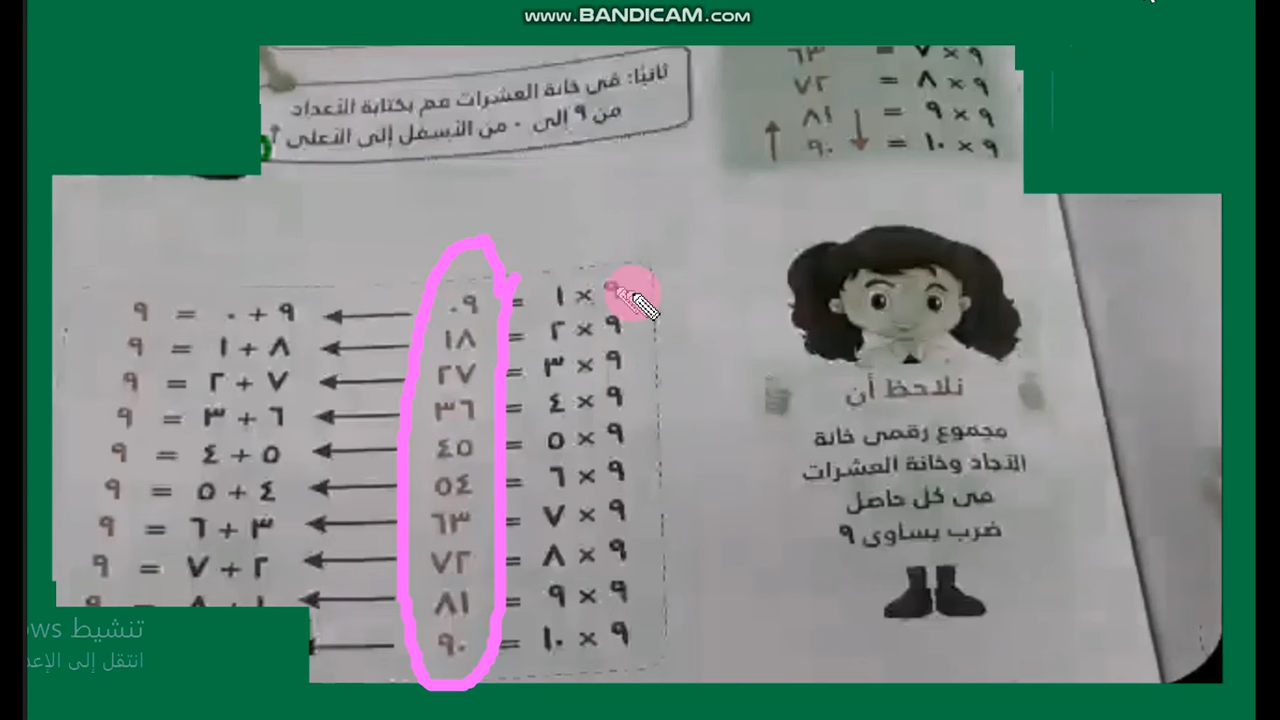 www.BANDICAM.com
٩ × ٧ = ٦٣
٩ × ٨ = ٧٢
٩ × ٩ = ٨١
٩ × ١٠ = ٩٠
ثانيًا: في خانة العشرات قم بكتابة الأعداد
من ٩ إلى ٠ من الأسفل إلى الأعلى
٩ × ١ = ٠٩ ← ٩ + ٠ = ٩
٩ × ٢ = ١٨ ← ٨ + ١ = ٩
٩ × ٣ = ٢٧ ← ٧ + ٢ = ٩
٩ × ٤ = ٣٦ ← ٦ + ٣ = ٩
٩ × ٥ = ٤٥ ← ٥ + ٤ = ٩
٩ × ٦ = ٥٤ ← ٤ + ٥ = ٩
٩ × ٧ = ٦٣ ← ٣ + ٦ = ٩
٩ × ٨ = ٧٢ ← ٢ + ٧ = ٩
٩ × ٩ = ٨١ ← ١ + ٨ = ٩
٩ × ١٠ = ٩٠
نلاحظ أن
مجموع رقمي خانة
الآحاد وخانة العشرات
في كل حاصل
ضرب يساوي ٩
تنشيط
انتقل إلى